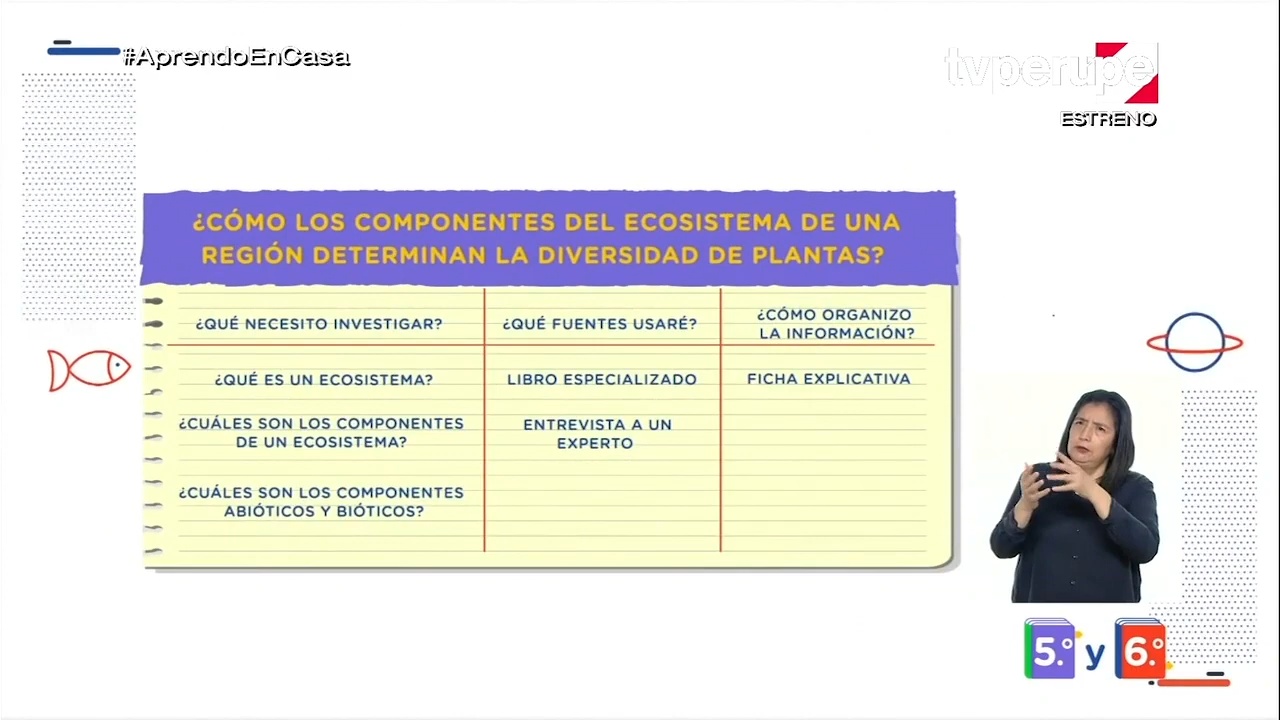 #AprendoEnCasa
tvperupe
ESTRENO
¿CÓMO LOS COMPONENTES DEL ECOSISTEMA DE UNA
REGIÓN DETERMINAN LA DIVERSIDAD DE PLANTAS?
¿QUÉ NECESITO INVESTIGAR?
¿QUÉ FUENTES USARÉ?
¿CÓMO ORGANIZO
LA INFORMACIÓN?
¿QUÉ ES UN ECOSISTEMA?
LIBRO ESPECIALIZADO
FICHA EXPLICATIVA
¿CUÁLES SON LOS COMPONENTES
DE UN ECOSISTEMA?
ENTREVISTA A UN
EXPERTO
¿CUÁLES SON LOS COMPONENTES
ABIÓTICOS Y BIÓTICOS?
5.° y 6.°